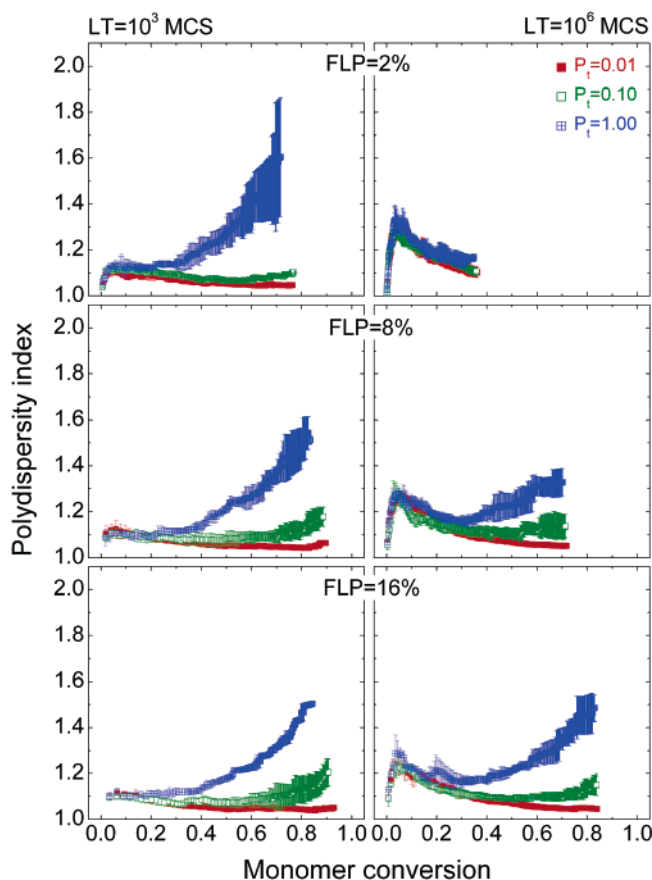 LT=10³ MCS
LT=10⁶ MCS
FLP=2%
Pₜ=0.01
Pₜ=0.10
Pₜ=1.00
2.0
1.8
1.6
1.4
1.2
1.0
FLP=8%
2.0
1.8
1.6
1.4
1.2
1.0
FLP=16%
2.0
1.8
1.6
1.4
1.2
1.0
0.0 0.2 0.4 0.6 0.8 1.0
0.0 0.2 0.4 0.6 0.8 1.0
Polydispersity index
Monomer conversion